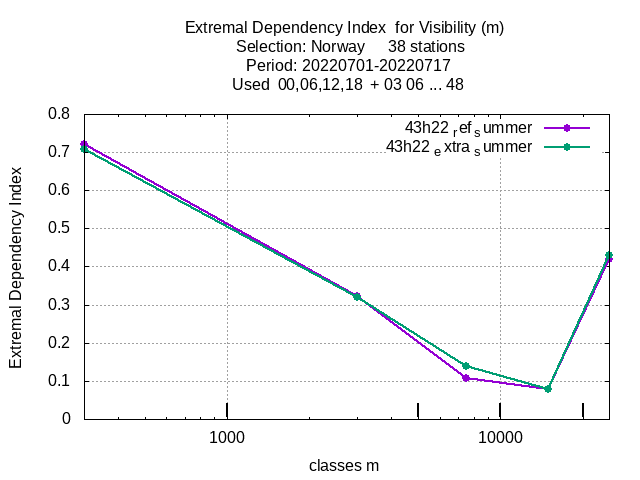 Extremal Dependency Index  for Visibility (m)
Selection: Norway     38 stations
Period: 20220701-20220717
Used  00,06,12,18  + 03 06 ... 48
43h22 ref summer
43h22 extra summer
0.8
0.7
0.6
0.5
0.4
0.3
0.2
0.1
0
Extremal Dependency Index
1000
10000
classes m